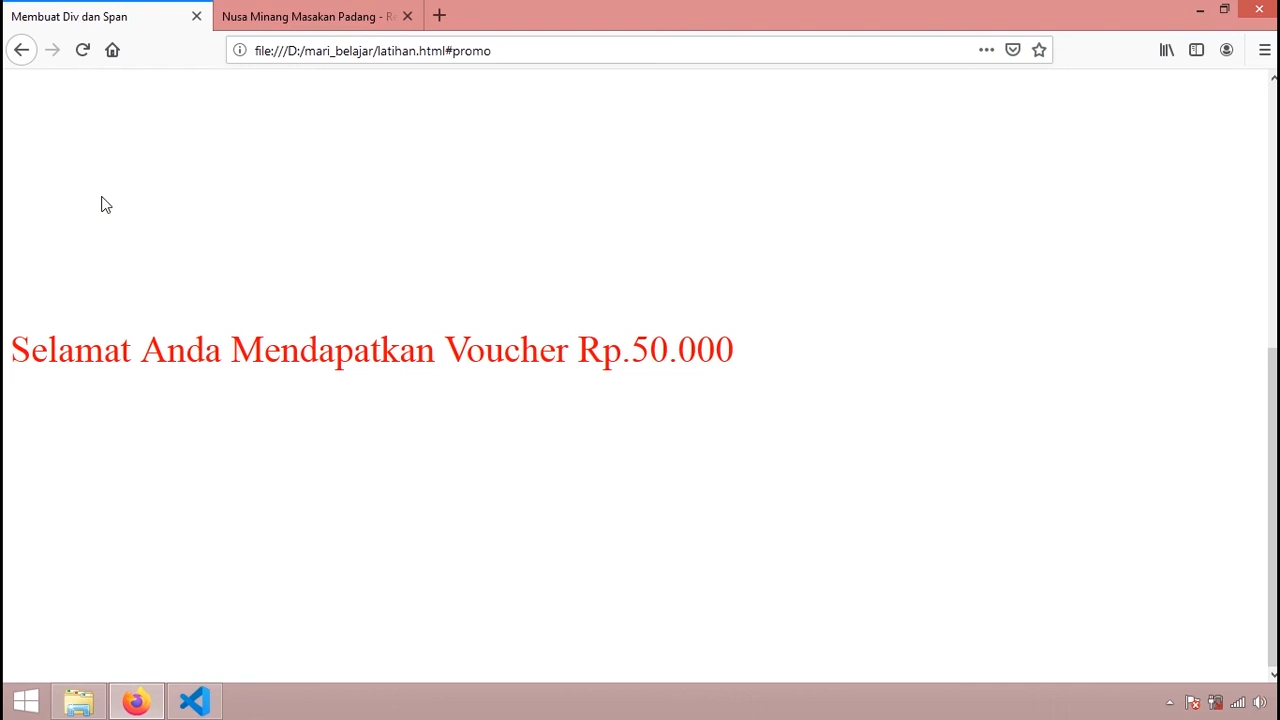 Membuat Div dan Span
Nusa Minang Masakan Padang - Re
file:///D:/mari_belajar/latihan.html#promo
Selamat Anda Mendapatkan Voucher Rp.50.000